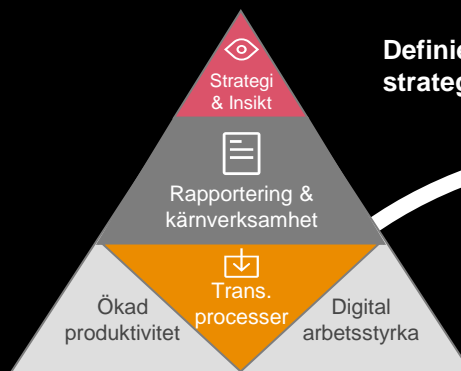 Strategi
& Insikt
Rapportering &
kärnverksamhet
Trans.
processer
Ökad
produktivitet
Digital
arbetsstyrka